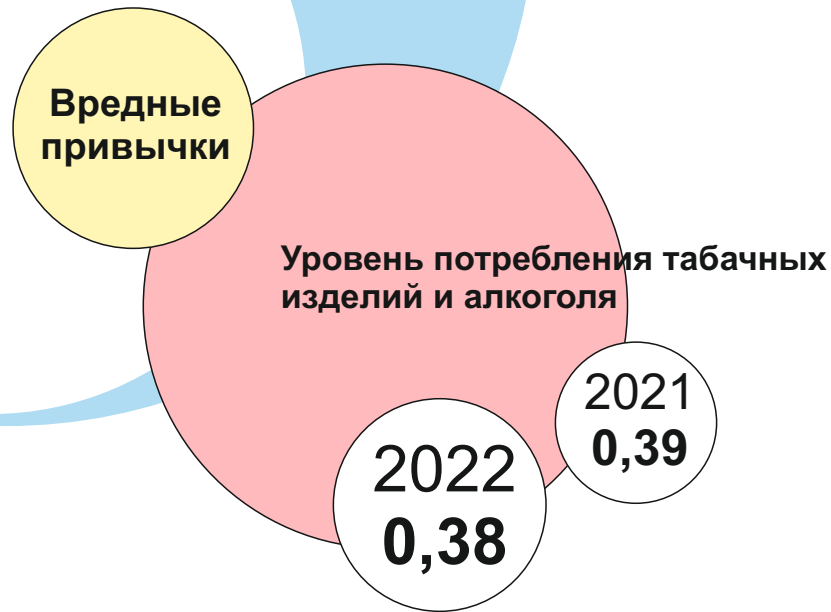 Вредные
привычки
Уровень потребления табачных
изделий и алкоголя
2021
0,39
2022
0,38